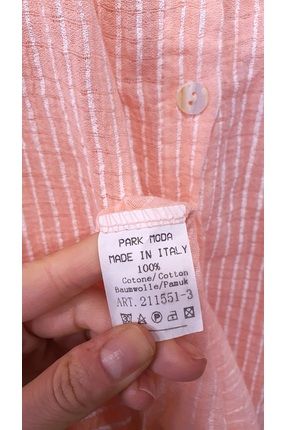 PARK MODA
MADE IN ITALY
100%
Cotone/Cotton
Baumwolle/Pamuk
ART. 211551-3